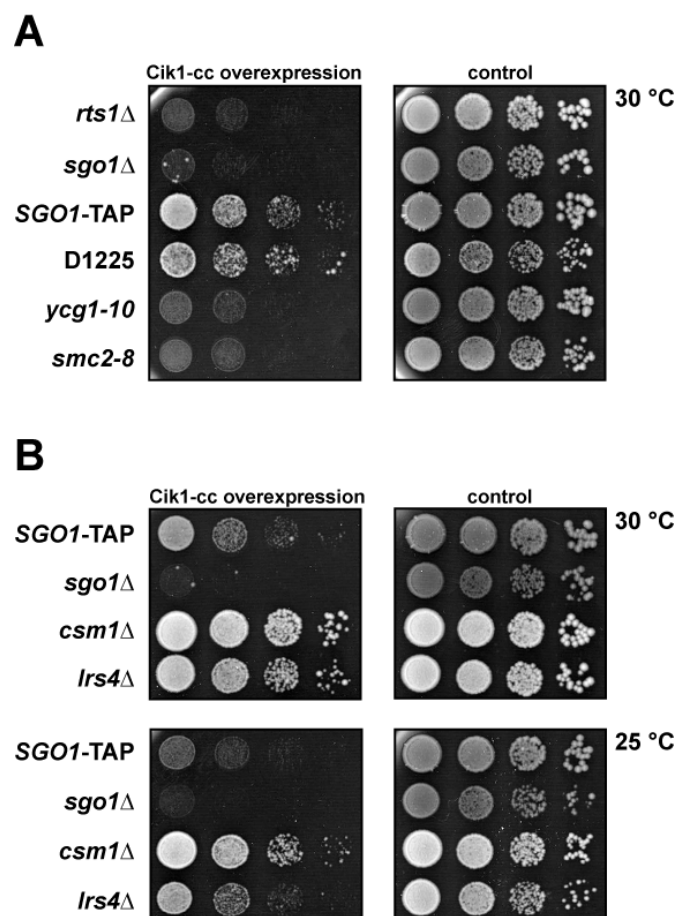 A
Cik1-cc overexpression control
rts1Δ 30 °C
sgo1Δ
SGO1-TAP
D1225
ycg1-10
smc2-8
B
Cik1-cc overexpression control
SGO1-TAP 30 °C
sgo1Δ
csm1Δ
lrs4Δ
SGO1-TAP 25 °C
sgo1Δ
csm1Δ
lrs4Δ